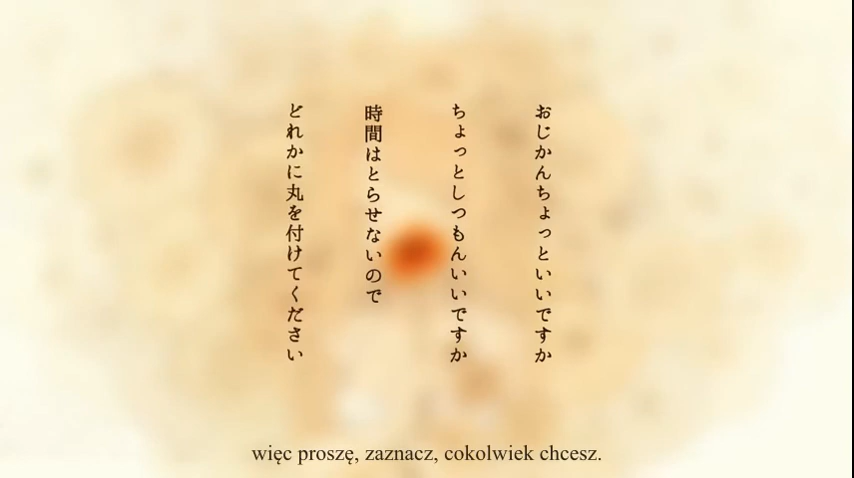 おじかんちょっといいですか
ちょっとしつもんいいですか
時間はとらせないので
どれかに丸を付けてください
więc proszę, zaznacz, cokolwiek chcesz.